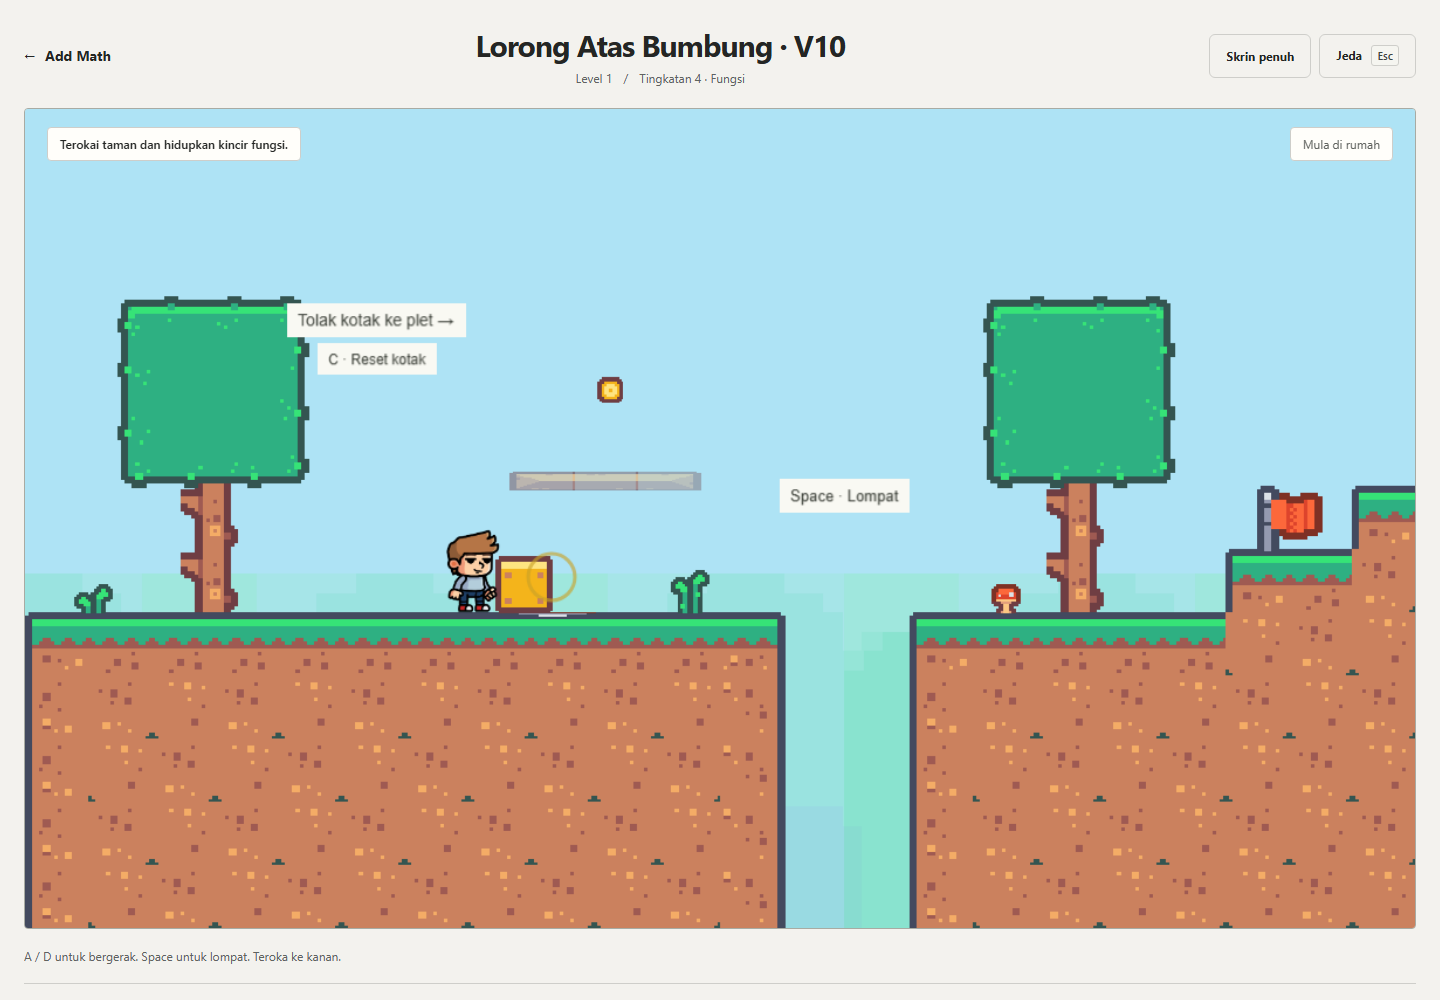 ← Add Math
Lorong Atas Bumbung · V10
Level 1 / Tingkatan 4 · Fungsi
Skrin penuh
Jeda Esc
Terokai taman dan hidupkan kincir fungsi.
Mula di rumah
Tolak kotak ke plet →
C · Reset kotak
Space · Lompat
A / D untuk bergerak. Space untuk lompat. Teroka ke kanan.